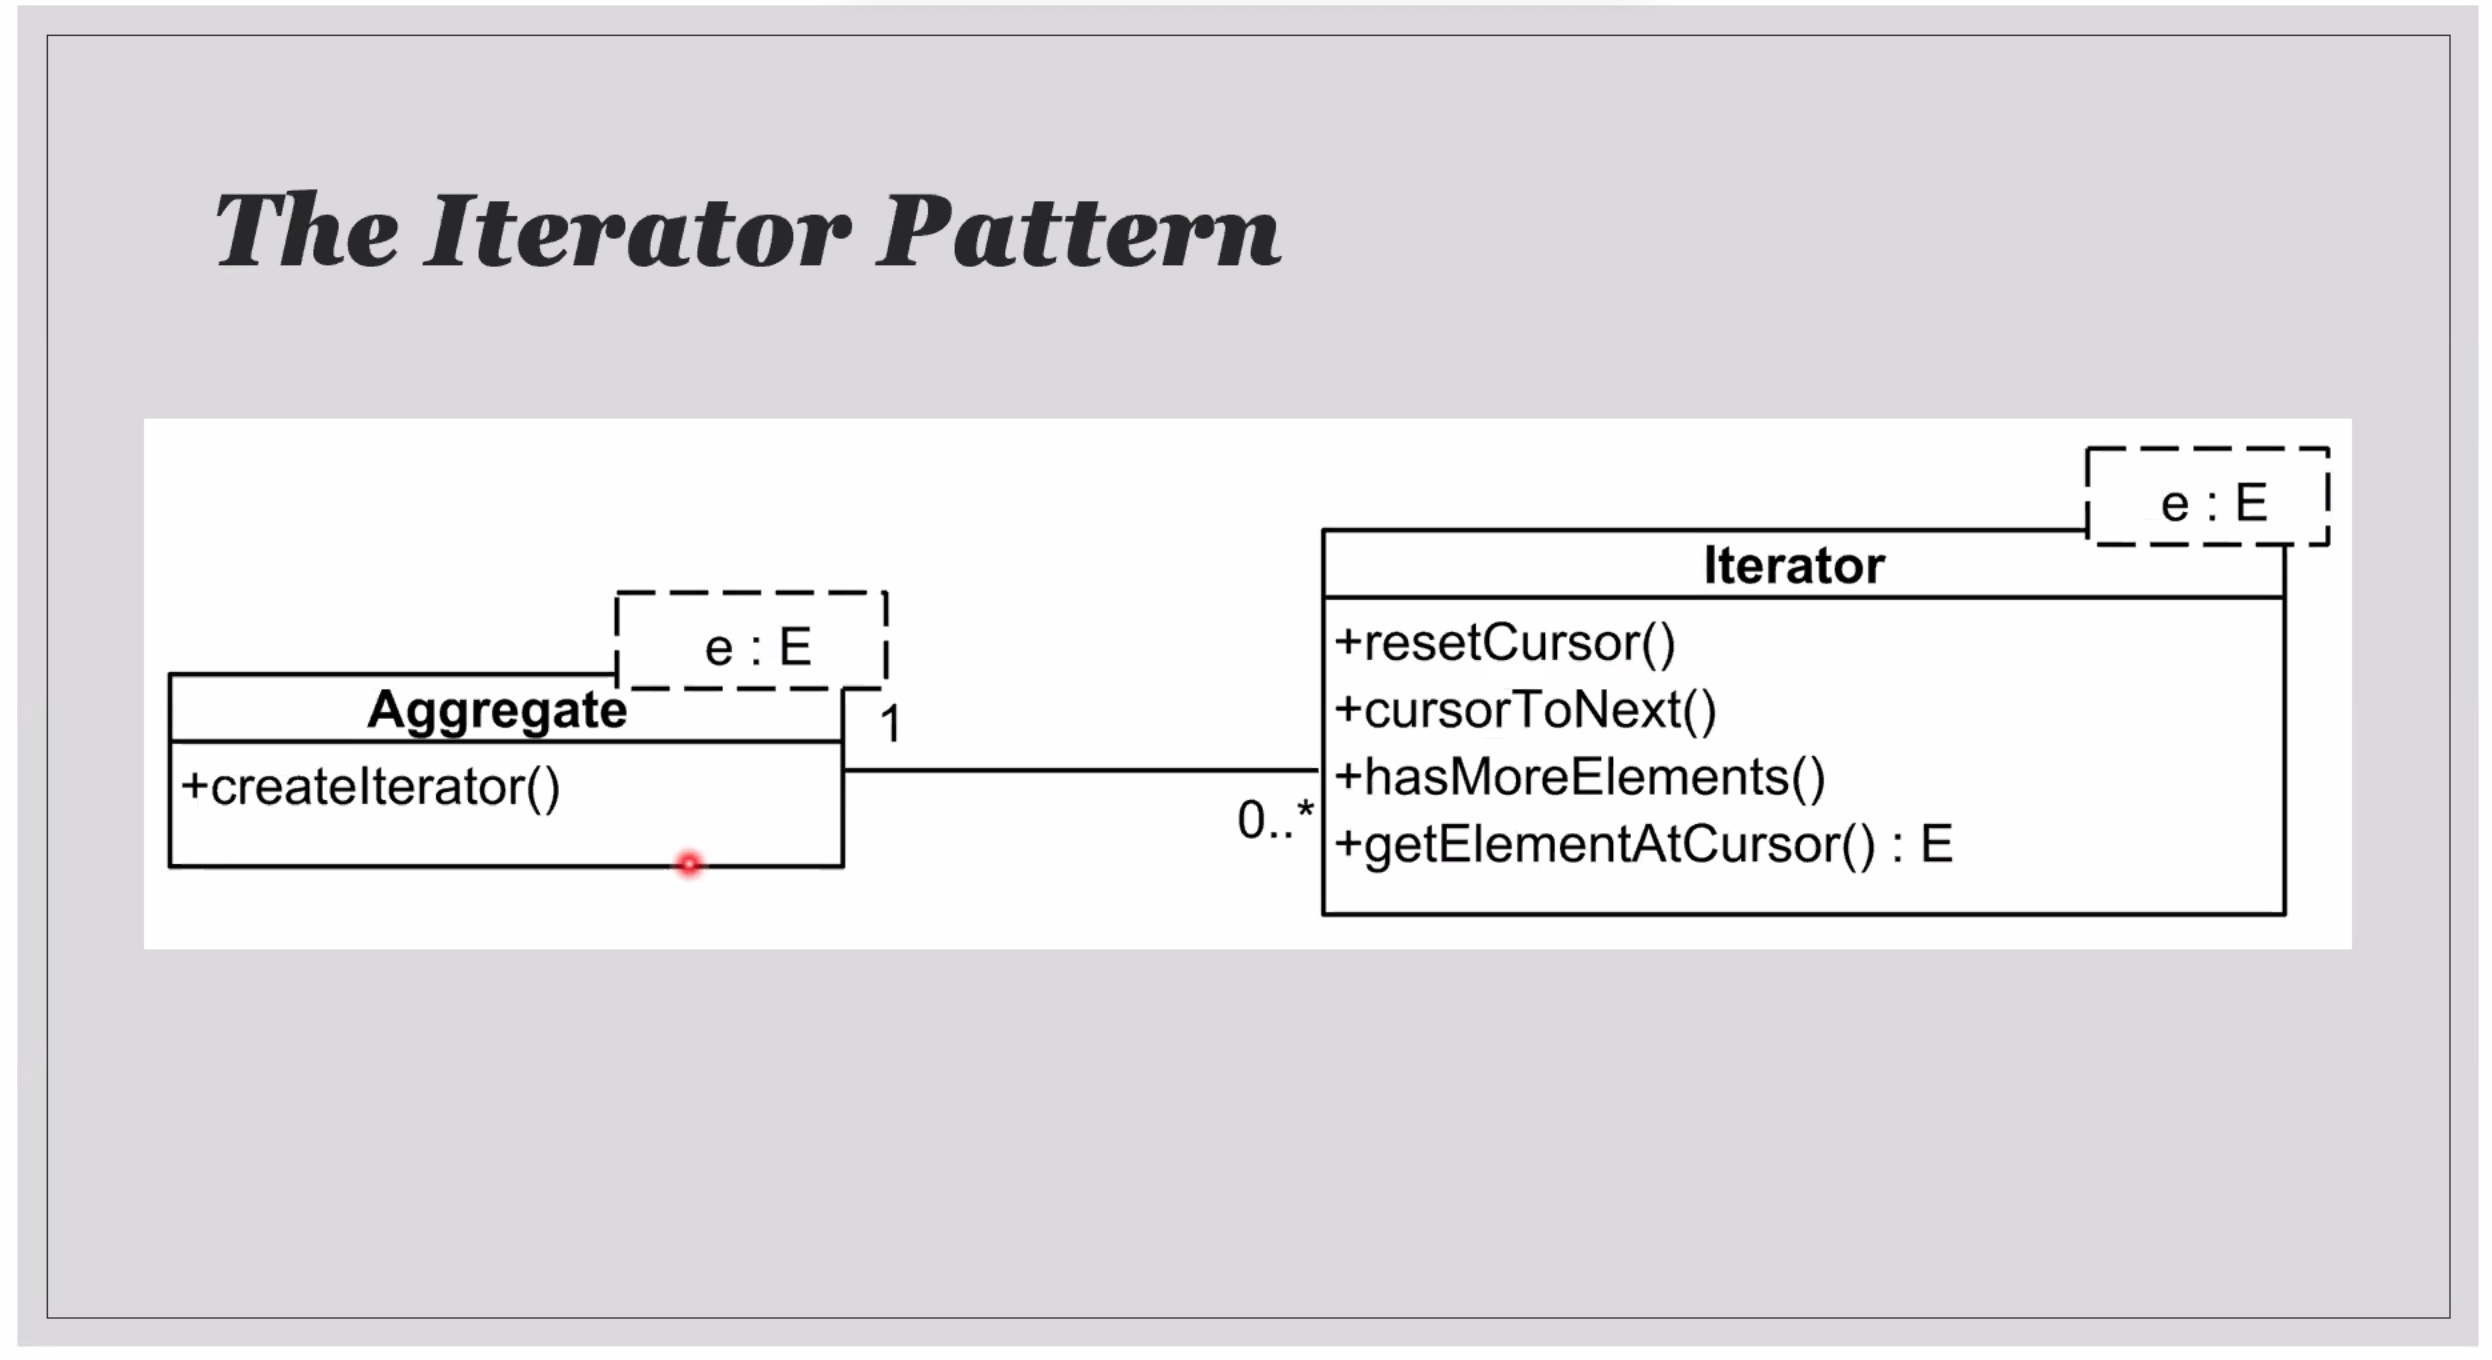 The Iterator Pattern
e : E
Aggregate
+createIterator()
1
0..*
e : E
Iterator
+resetCursor()
+cursorToNext()
+hasMoreElements()
+getElementAtCursor() : E